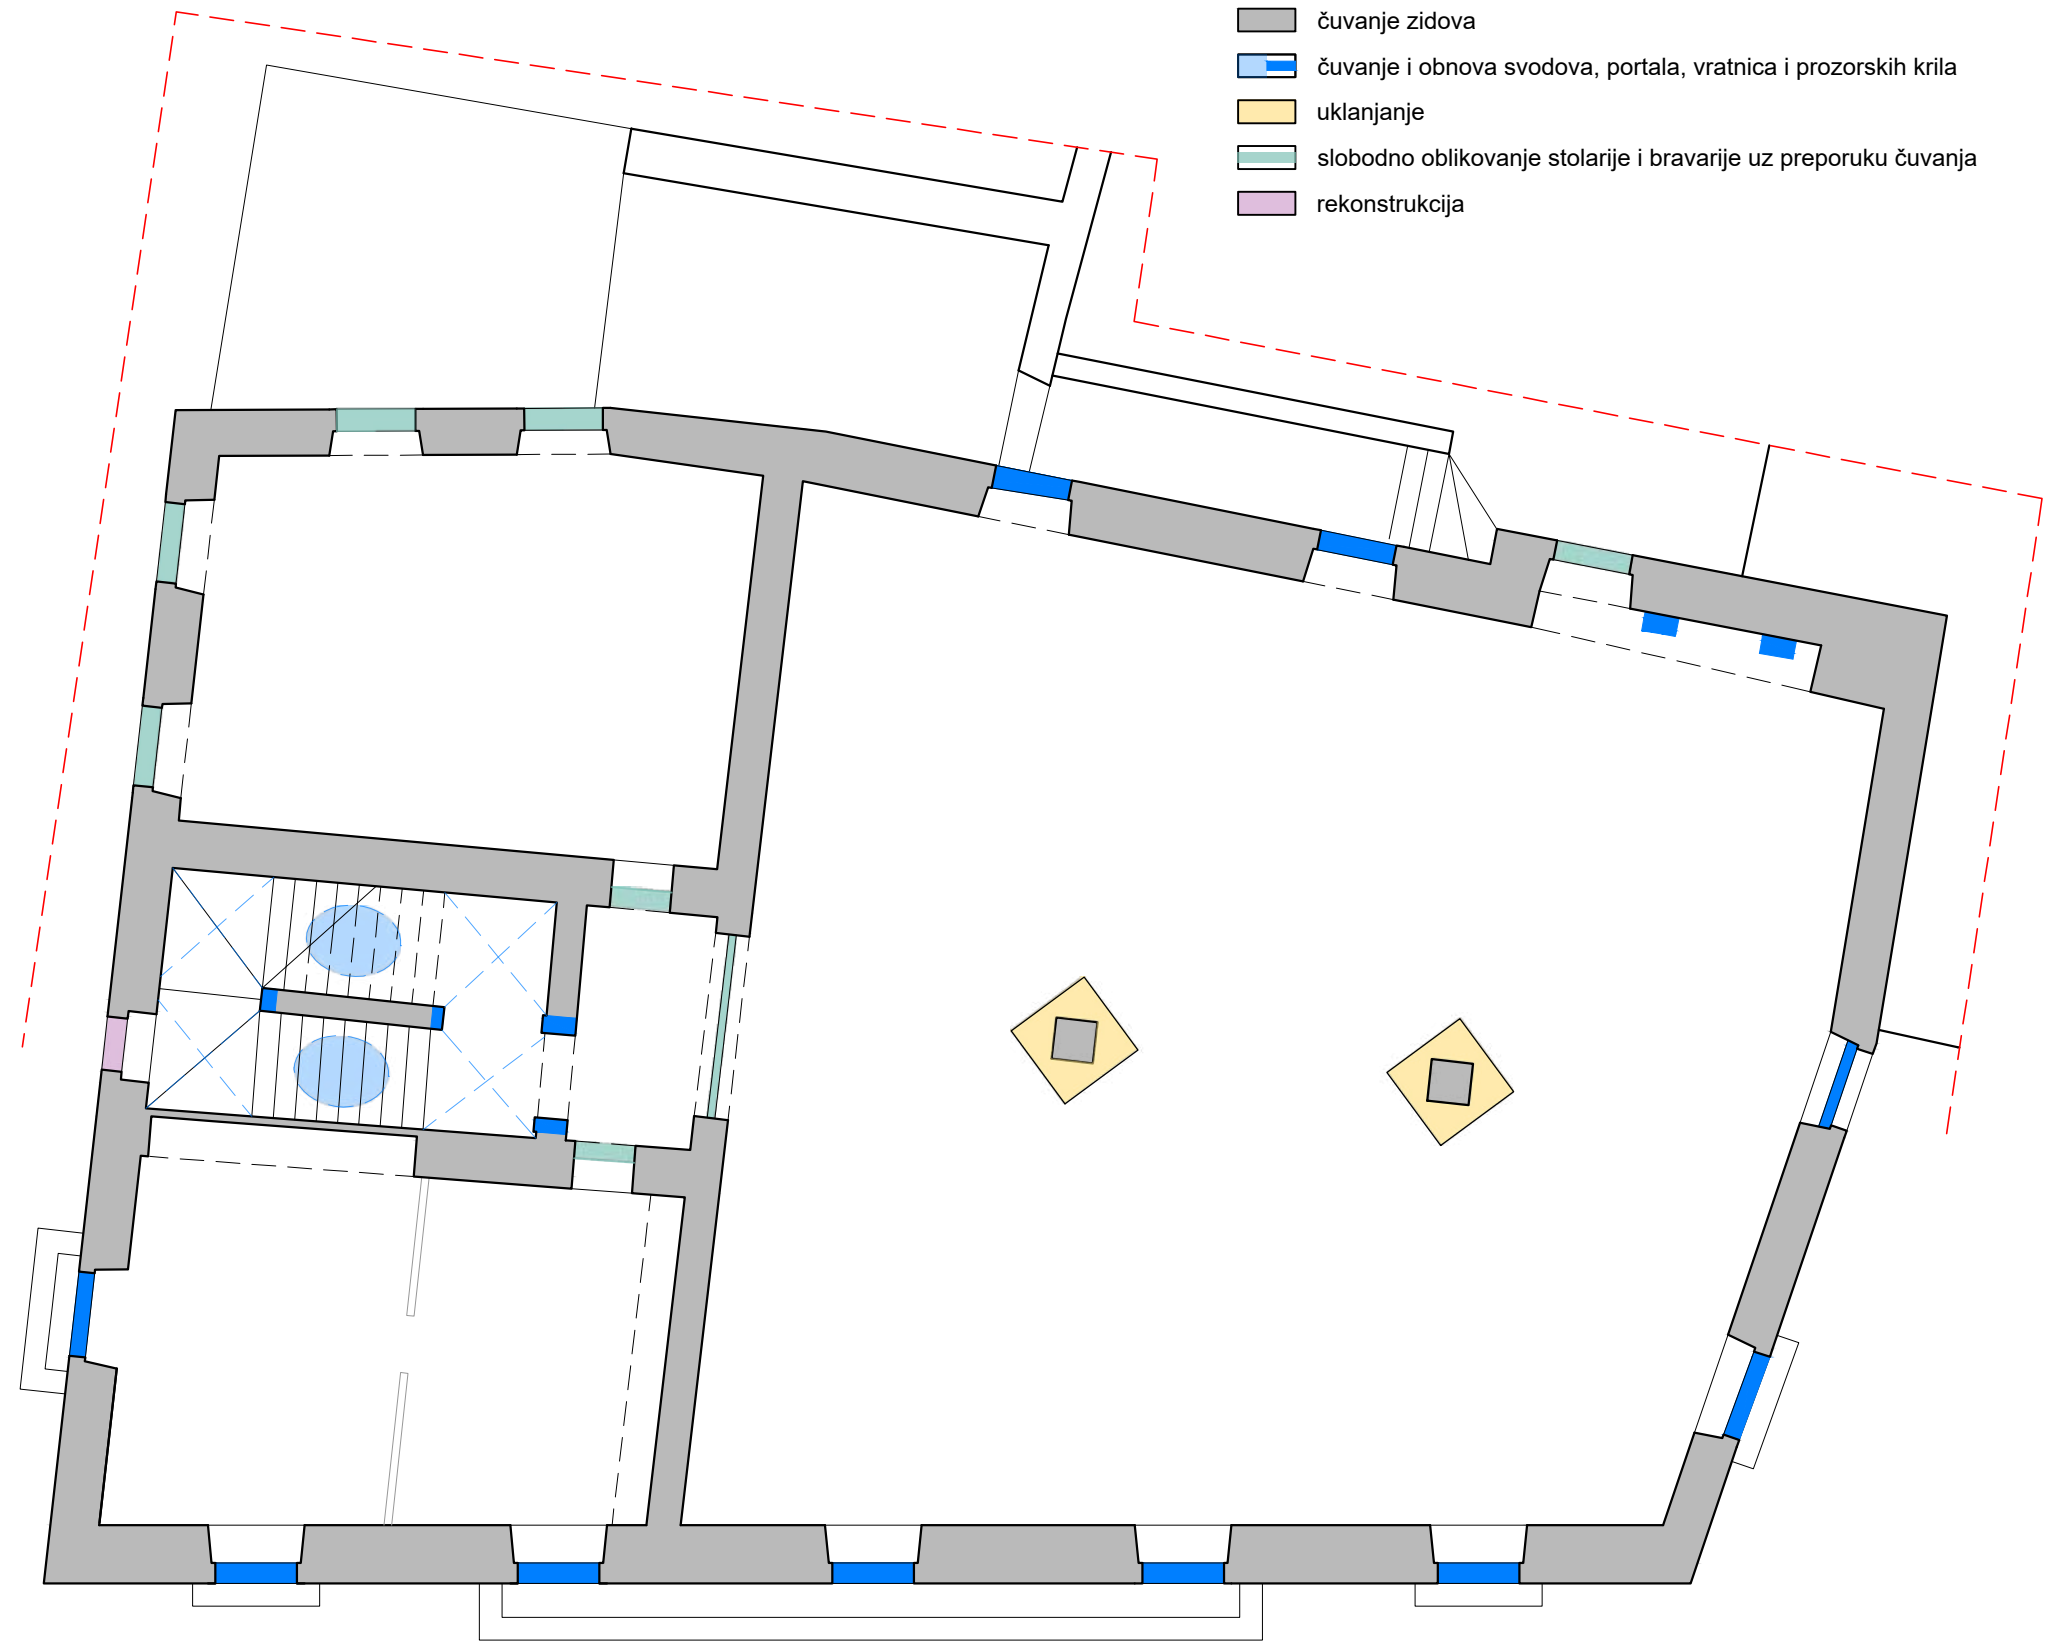 čuvanje zidova
čuvanje i obnova svodova, portala, vratnica i prozorskih krila
uklanjanje
slobodno oblikovanje stolarije i bravarije uz preporuku čuvanja
rekonstrukcija